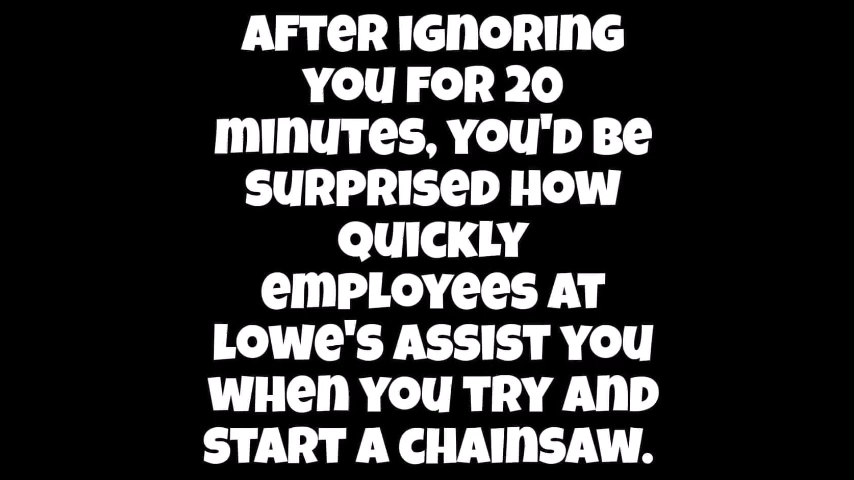 AFTER IGNORING
YOU FOR 20
MINUTES, YOU'D BE
SURPRISED HOW
QUICKLY
EMPLOYEES AT
LOWE'S ASSIST YOU
WHEN YOU TRY AND
START A CHAINSAW.